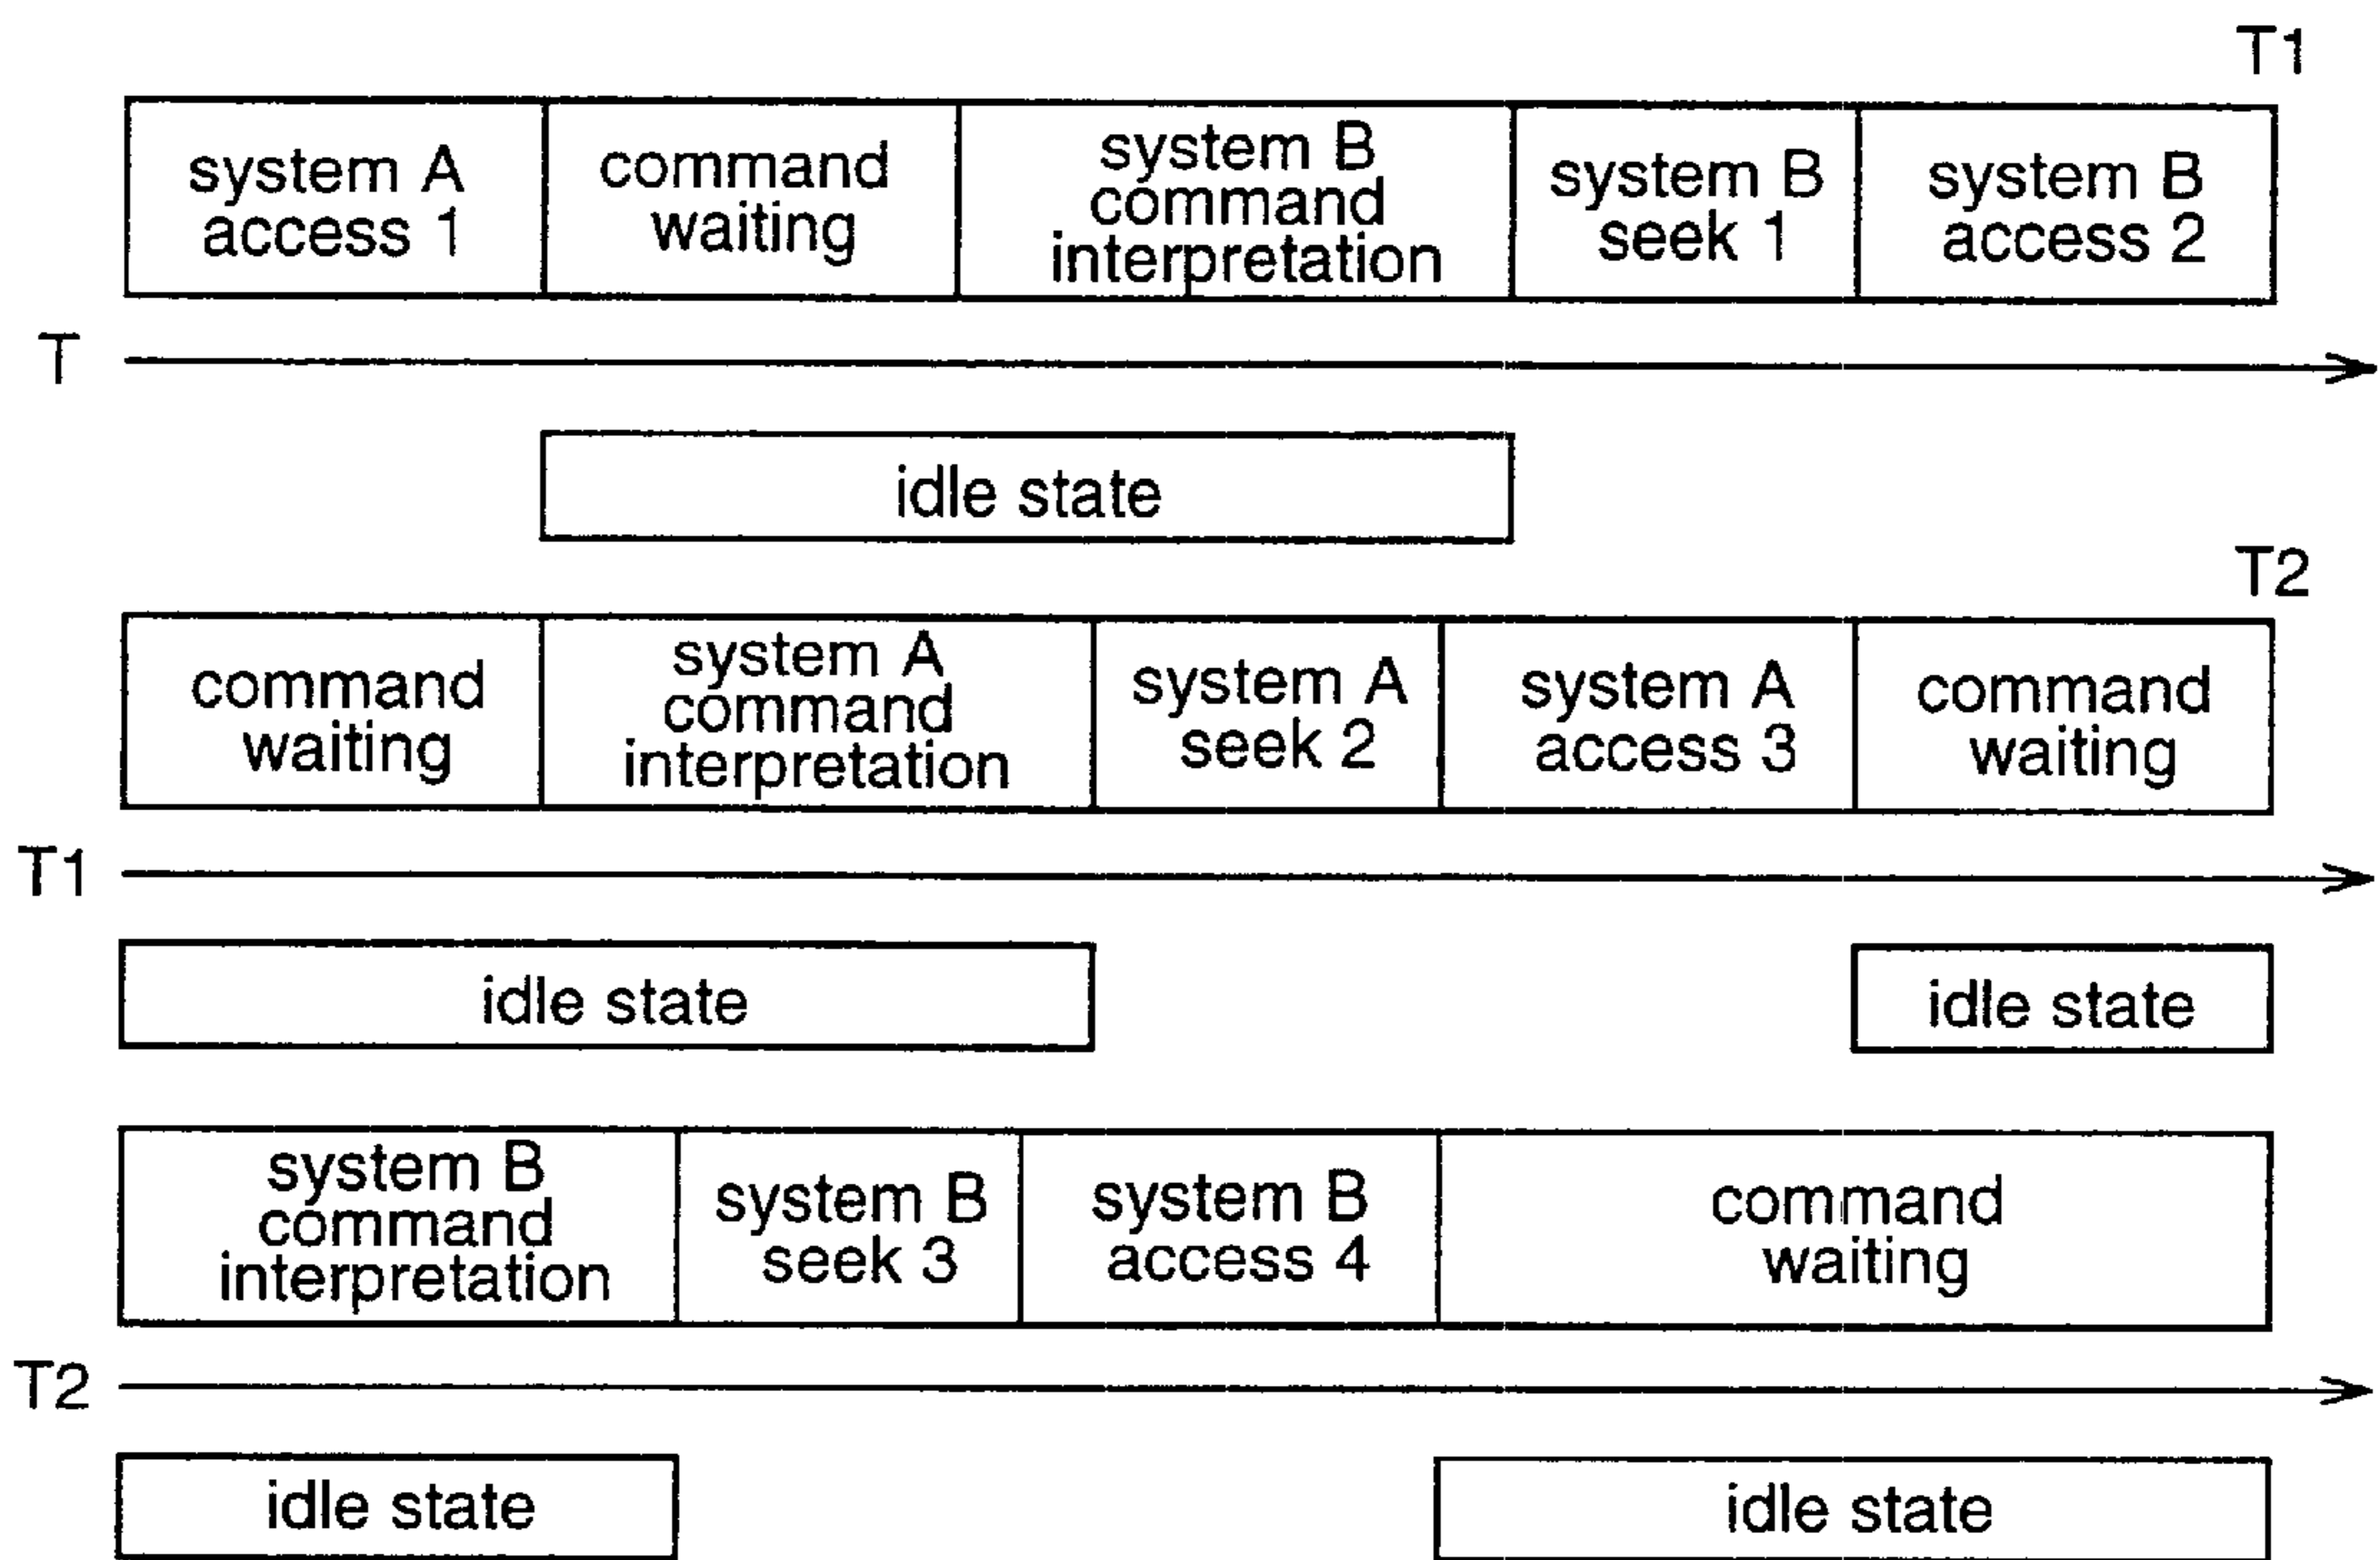 T1
system A
access 1
command
waiting
system B
command
interpretation
system B
seek 1
system B
access 2
T
idle state
T2
command
waiting
system A
command
interpretation
system A
seek 2
system A
access 3
command
waiting
T1
idle state
idle state
system B
command
interpretation
system B
seek 3
system B
access 4
command
waiting
T2
idle state
idle state